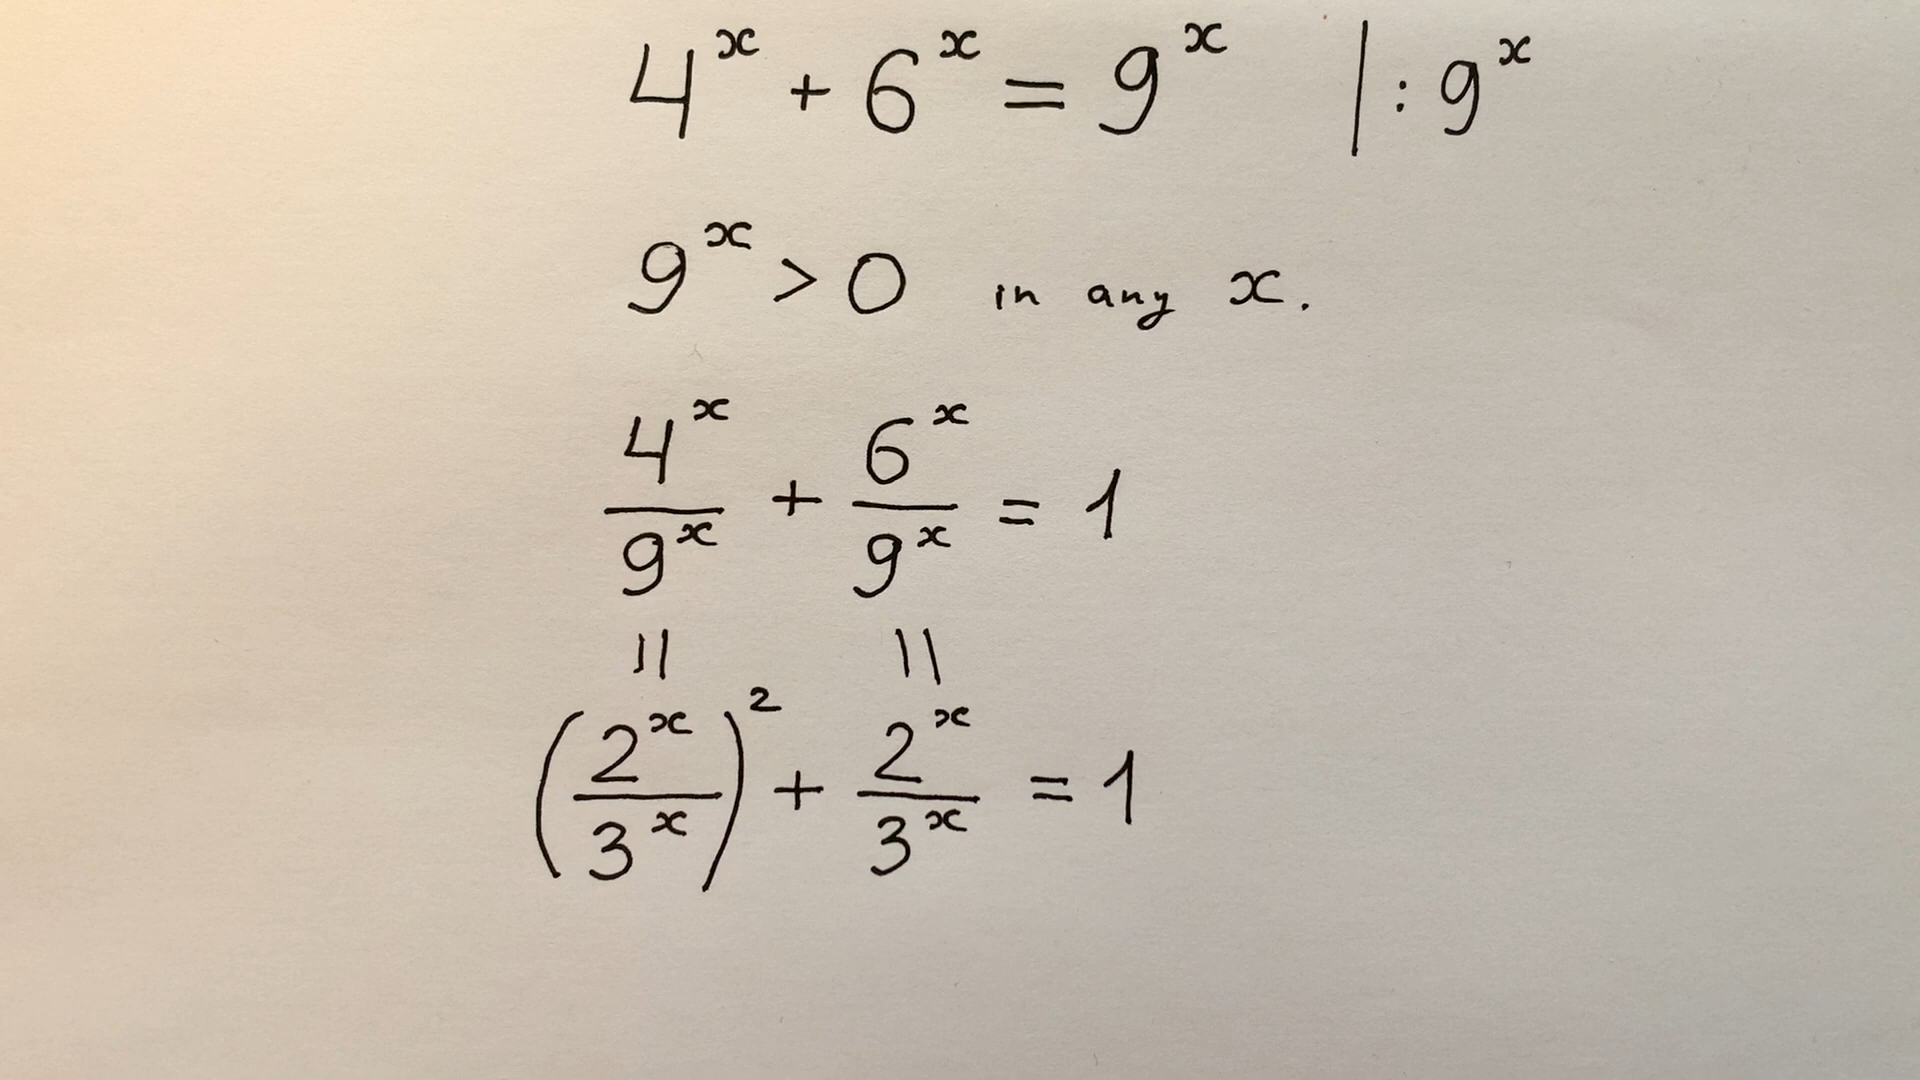 4^x + 6^x = 9^x | : 9^x
9^x > 0 in any x.
4^x/9^x + 6^x/9^x = 1
|| ||
(2^x/3^x)^2 + 2^x/3^x = 1